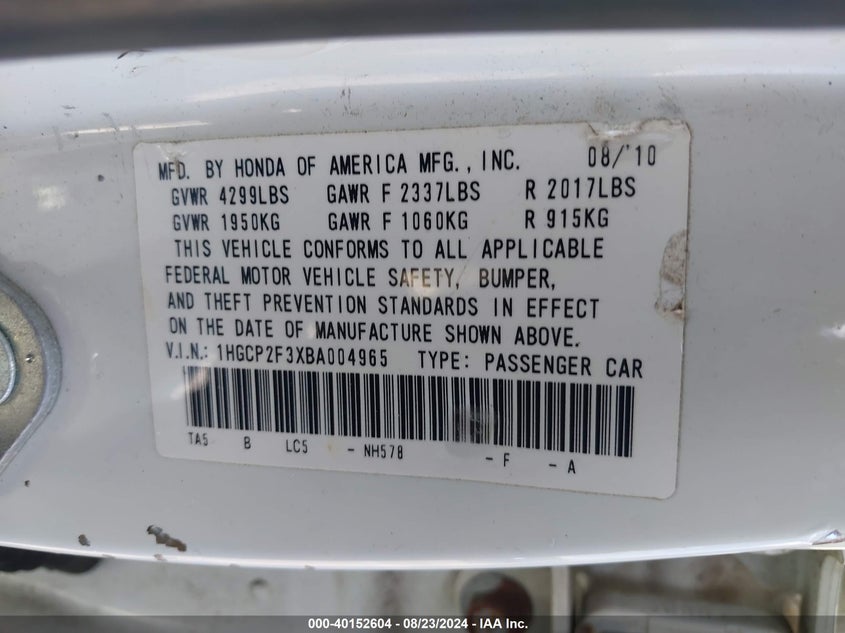 MFD. BY HONDA OF AMERICA MFG., INC. 08/'10
GVWR 4299LBS GAWR F 2337LBS R 2017LBS
GVWR 1950KG GAWR F 1060KG R 915KG
THIS VEHICLE CONFORMS TO ALL APPLICABLE
FEDERAL MOTOR VEHICLE SAFETY, BUMPER,
AND THEFT PREVENTION STANDARDS IN EFFECT
ON THE DATE OF MANUFACTURE SHOWN ABOVE.
V.I.N.: 1HGCP2F3XBA004965 TYPE: PASSENGER CAR
TA5 B LC5 - NH578 - F - A
000-40152604 - 08/23/2024 - IAA Inc.